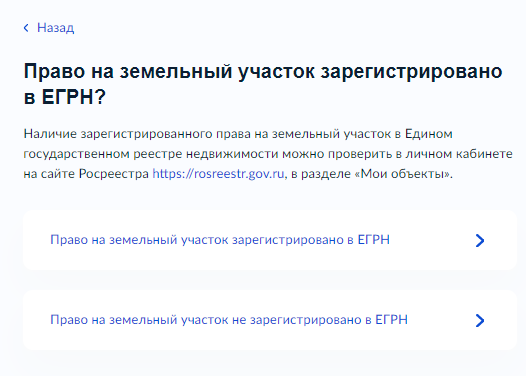 Назад
Право на земельный участок зарегистрировано
в ЕГРН?
Наличие зарегистрированного права на земельный участок в Едином
государственном реестре недвижимости можно проверить в личном кабинете
на сайте Росреестра https://rosreestr.gov.ru, в разделе «Мои объекты».
Право на земельный участок зарегистрировано в ЕГРН
Право на земельный участок не зарегистрировано в ЕГРН